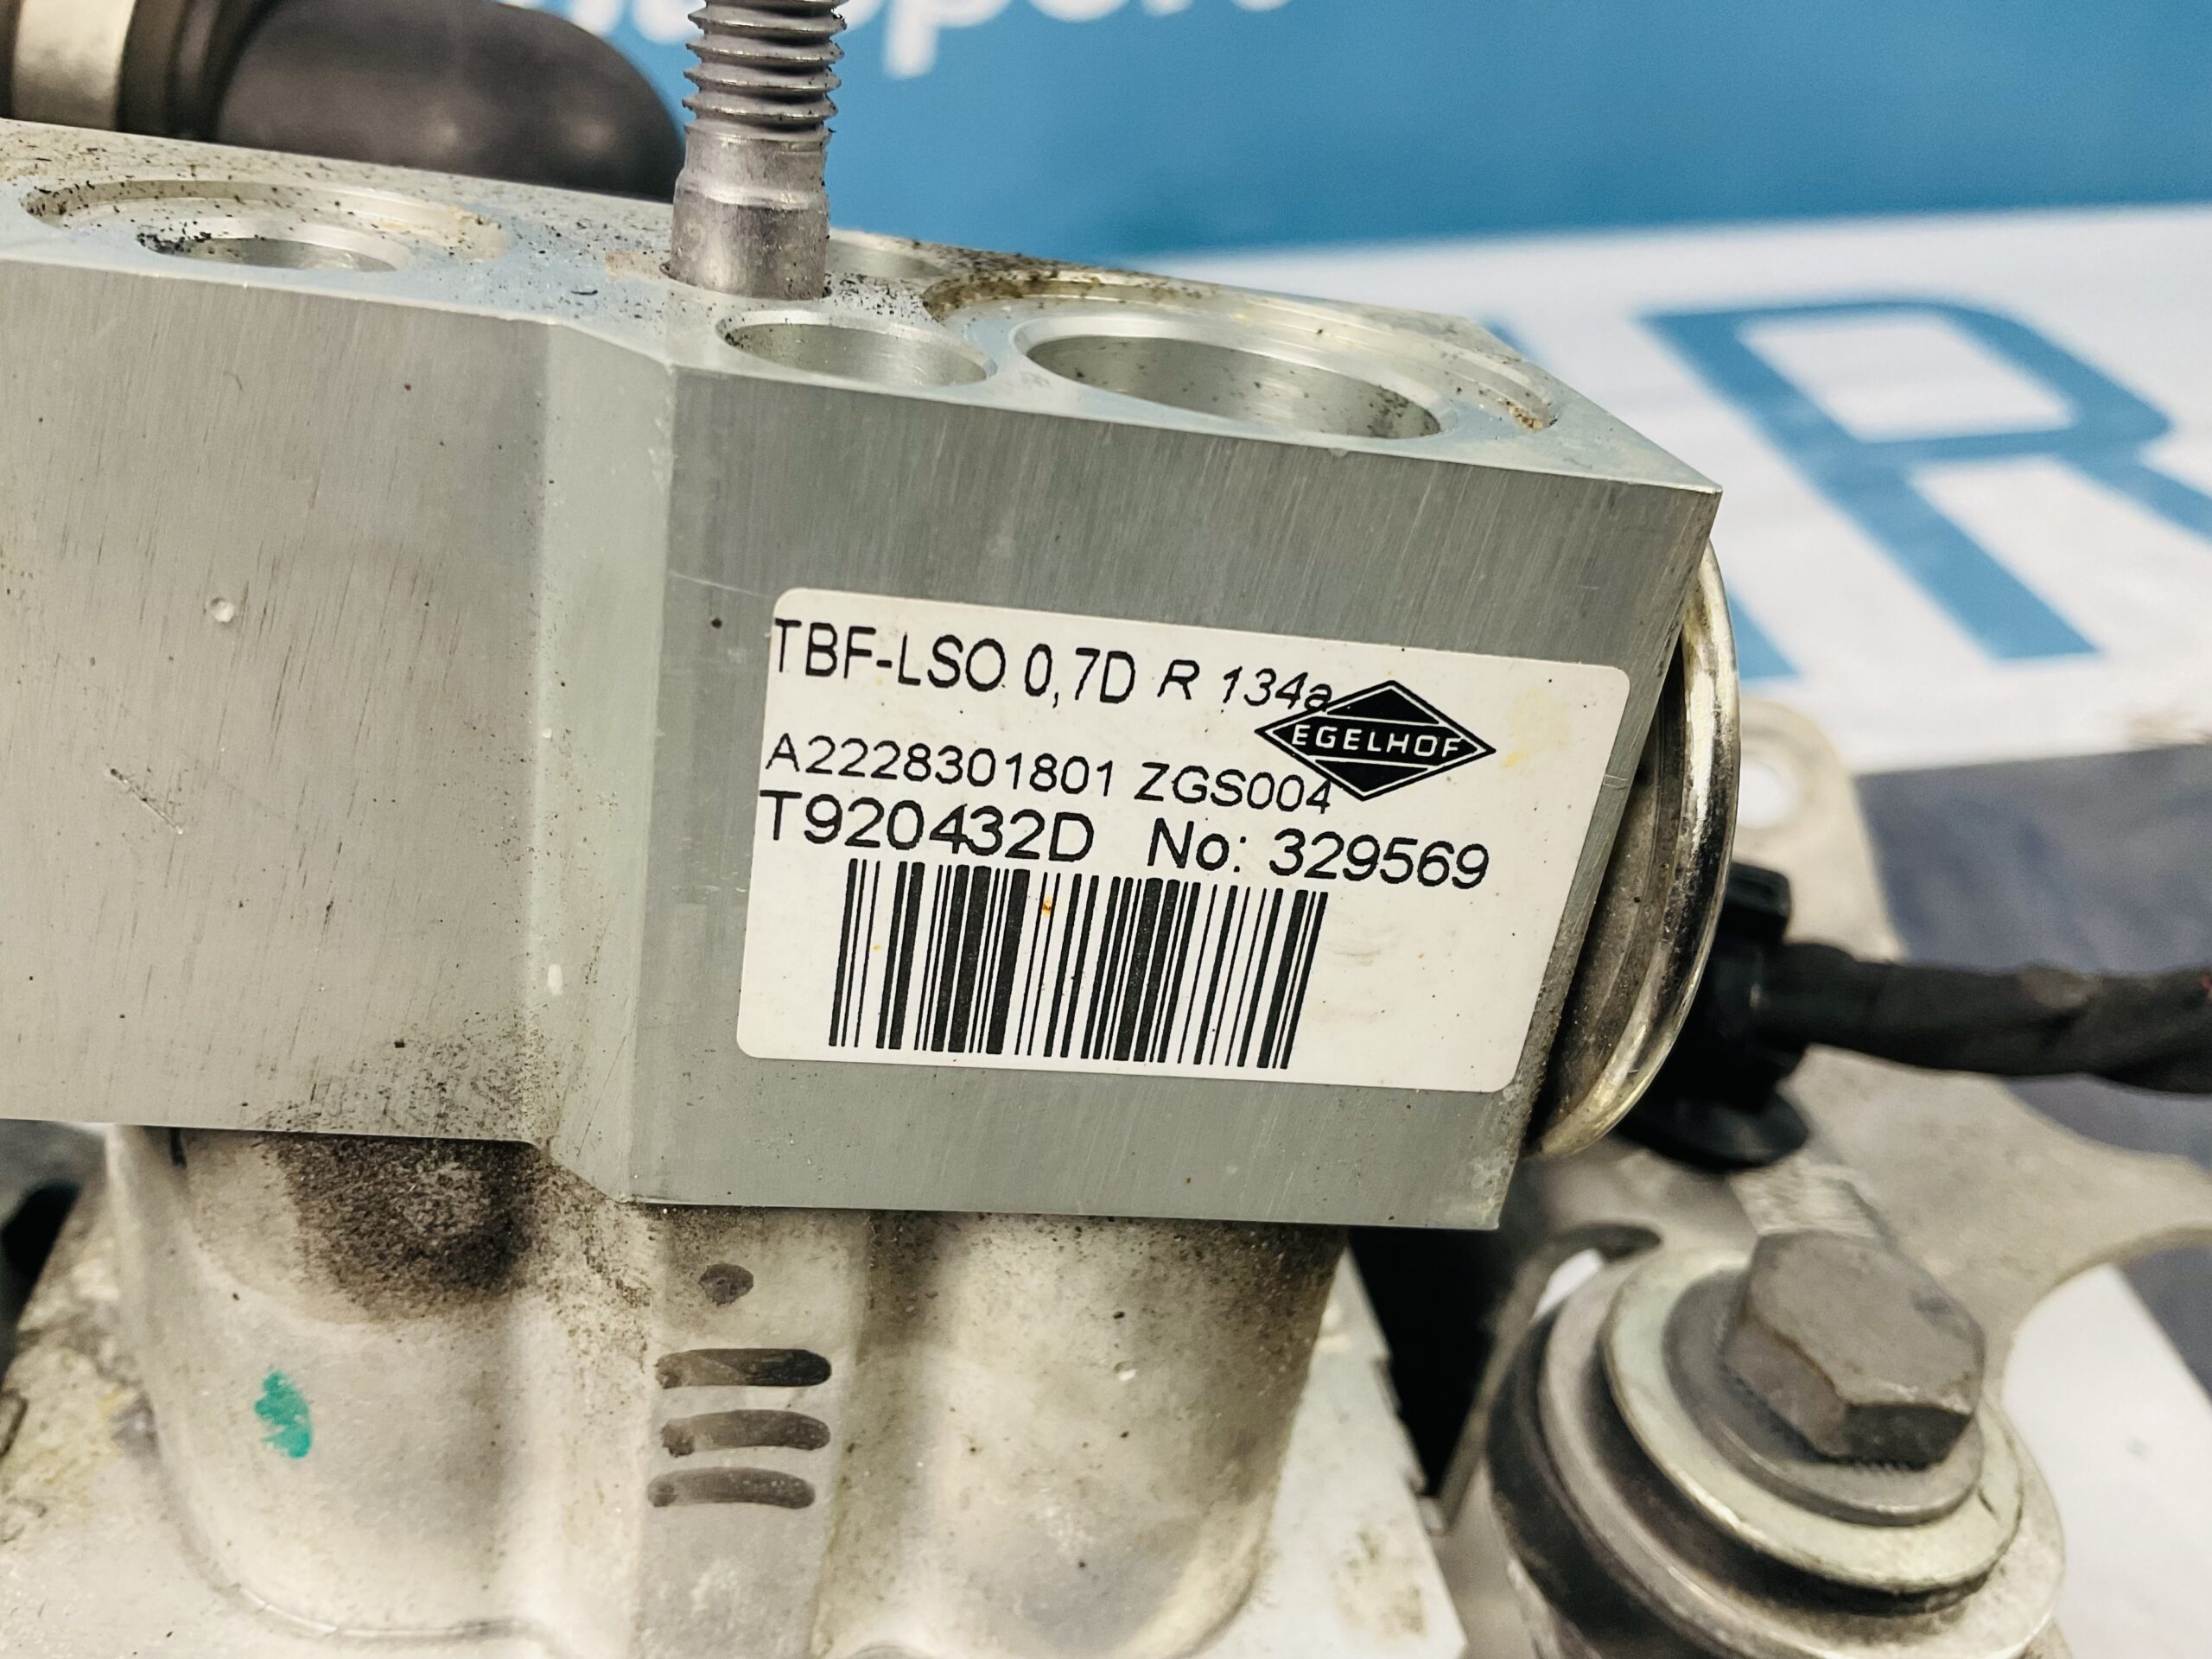 TBF-LSO 0,7D R 134a
EGELHOF
A2228301801 ZGS004
T920432D No: 329569